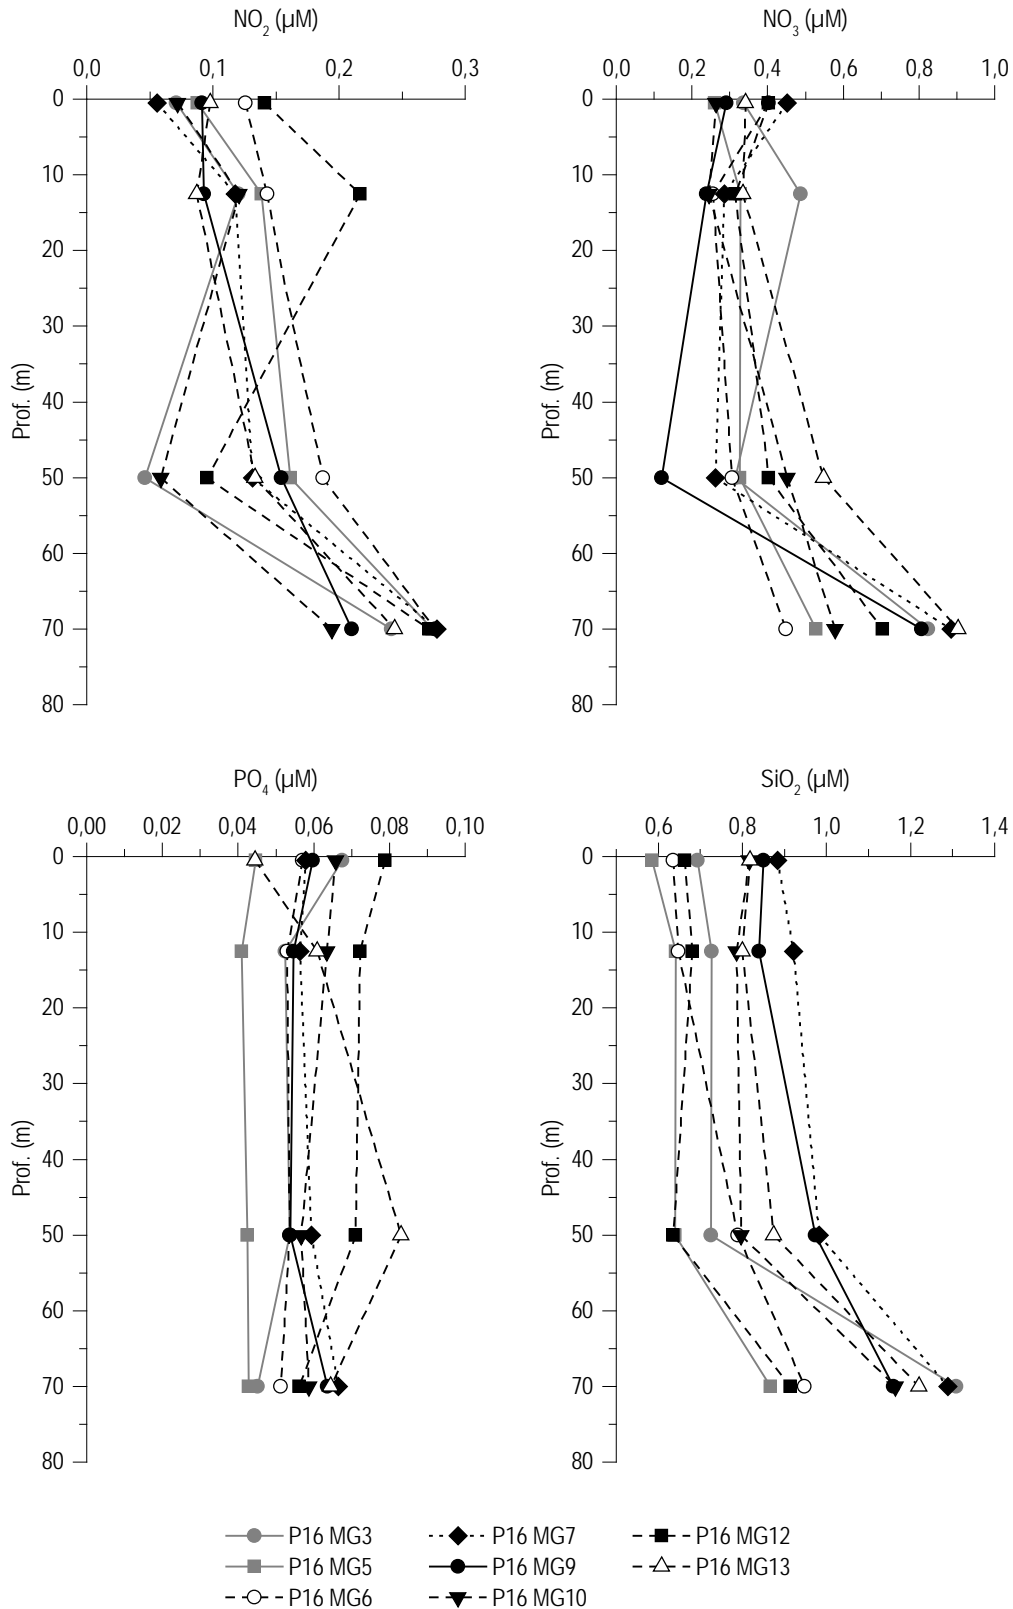 NO2 (µM)
0,0 0,1 0,2 0,3
0
10
20
30
40
50
60
70
80
Prof. (m)
NO3 (µM)
0,0 0,2 0,4 0,6 0,8 1,0
0
10
20
30
40
50
60
70
80
Prof. (m)
PO4 (µM)
0,00 0,02 0,04 0,06 0,08 0,10
0
10
20
30
40
50
60
70
80
Prof. (m)
SiO2 (µM)
0,6 0,8 1,0 1,2 1,4
0
10
20
30
40
50
60
70
80
Prof. (m)
P16 MG3 P16 MG7 P16 MG12
P16 MG5 P16 MG9 P16 MG13
P16 MG6 P16 MG10